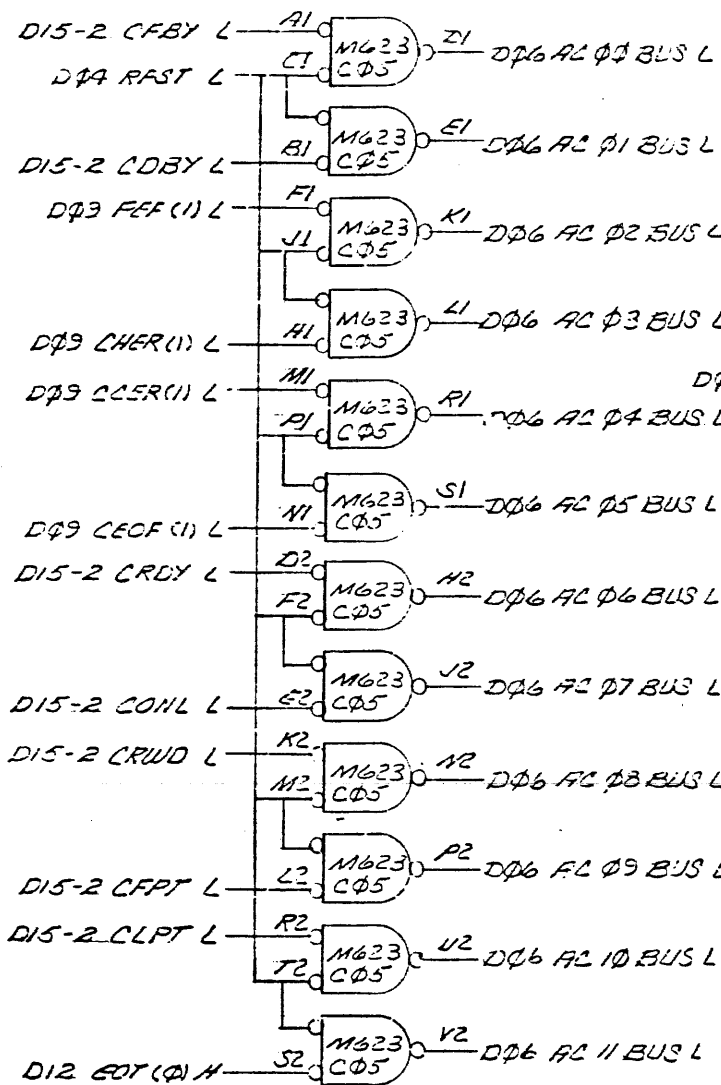 D15-2 CFBY L A1 M623 CØ5 D1 DØ6 AC ØØ BUS L
DØ4 RFST L C1
M623 CØ5 E1 DØ6 AC Ø1 BUS L
D15-2 CDBY L B1
DØ9 FEF(1) L F1 M623 CØ5 K1 DØ6 AC Ø2 BUS L
J1
M623 CØ5 L1 DØ6 AC Ø3 BUS L
DØ9 CHER(1) L H1
DØ9 CCER(1) L M1 M623 CØ5 R1 DØ6 AC Ø4 BUS L
DØ
P1
M623 CØ5 S1 DØ6 AC Ø5 BUS L
DØ9 CEOF(1) L N1
D15-2 CRDY L D2 M623 CØ5 H2 DØ6 AC Ø6 BUS L
F2
M623 CØ5 J2 DØ6 AC Ø7 BUS L
D15-2 CONL L E2
D15-2 CRWD L K2 M623 CØ5 N2 DØ6 AC Ø8 BUS L
M2
M623 CØ5 P2 DØ6 AC Ø9 BUS L
D15-2 CFPT L L2
D15-2 CLPT L R2 M623 CØ5 U2 DØ6 AC 1Ø BUS L
T2
M623 CØ5 V2 DØ6 AC 11 BUS L
D12 EOT(Ø) H S2